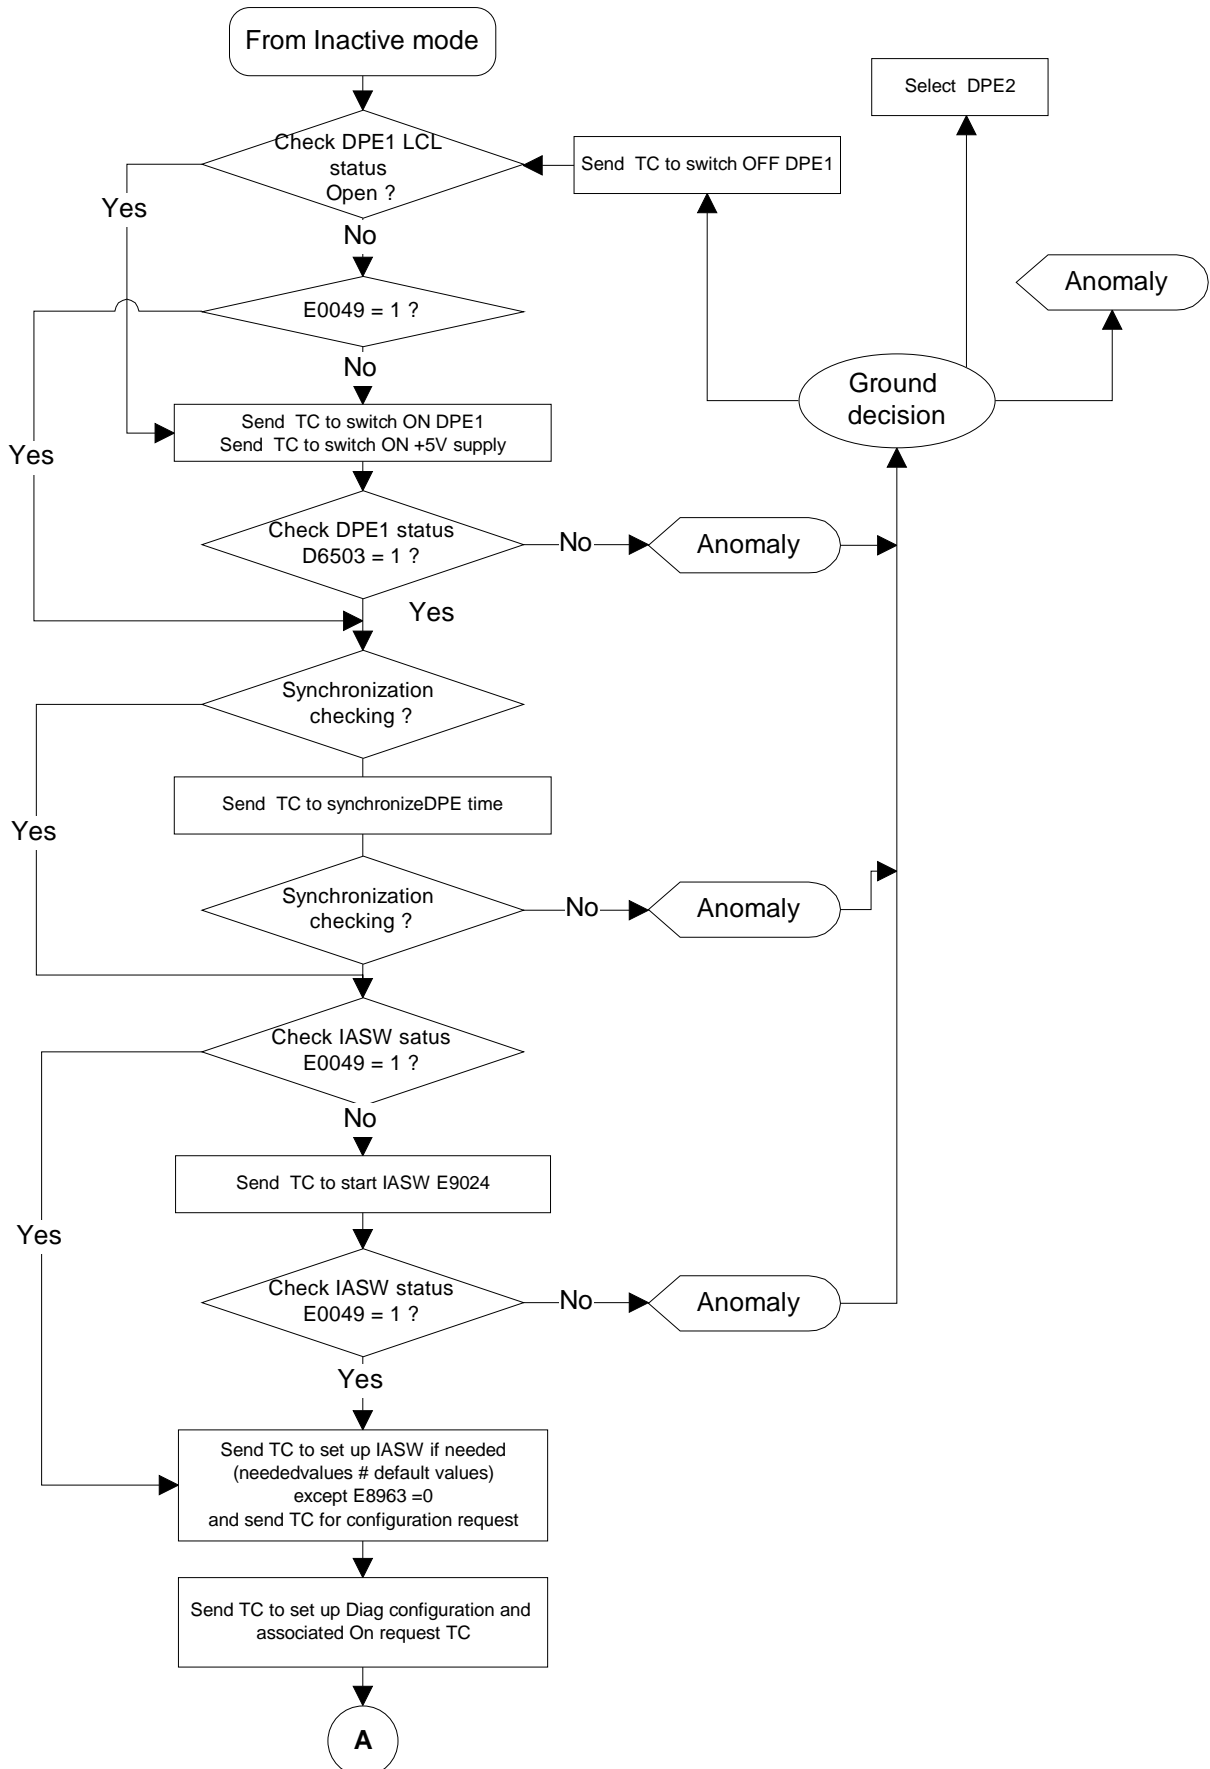 From Inactive mode
Select DPE2
Check DPE1 LCL
status
Open ?
Send TC to switch OFF DPE1
Yes
No
Anomaly
E0049 = 1 ?
No
Ground
decision
Send TC to switch ON DPE1
Send TC to switch ON +5V supply
Yes
Check DPE1 status
D6503 = 1 ?
No
Anomaly
Yes
Synchronization
checking ?
Send TC to synchronizeDPE time
Yes
Synchronization
checking ?
No
Anomaly
Check IASW satus
E0049 = 1 ?
No
Send TC to start IASW E9024
Yes
Check IASW status
E0049 = 1 ?
No
Anomaly
Yes
Send TC to set up IASW if needed
(neededvalues # default values)
except E8963 =0
and send TC for configuration request
Send TC to set up Diag configuration and
associated On request TC
A